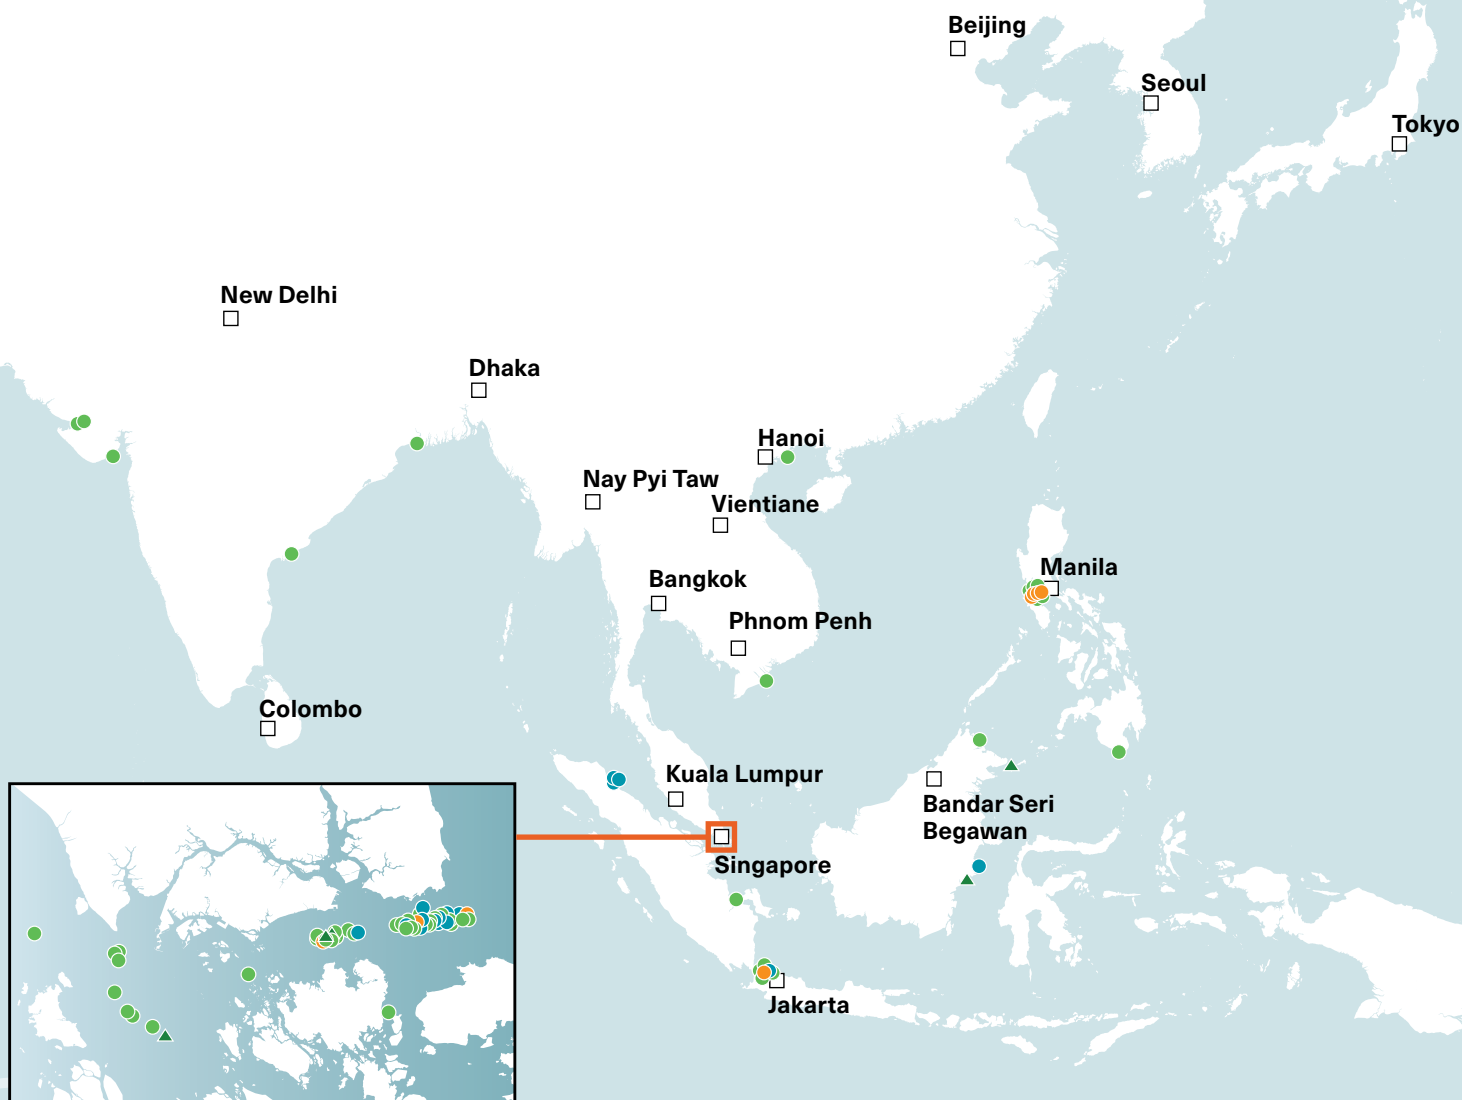 Beijing
Seoul
Tokyo
New Delhi
Dhaka
Hanoi
Nay Pyi Taw
Vientiane
Manila
Bangkok
Phnom Penh
Colombo
Kuala Lumpur
Bandar Seri
Begawan
Singapore
Jakarta